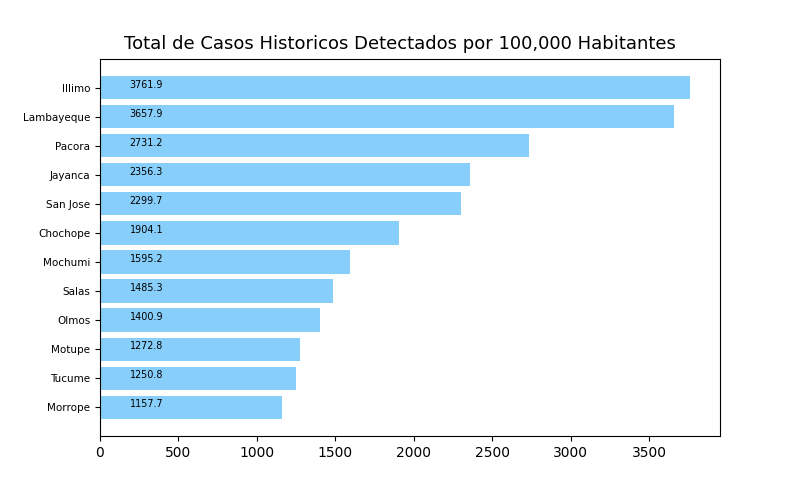 Total de Casos Historicos Detectados por 100,000 Habitantes
Illimo 3761.9
Lambayeque 3657.9
Pacora 2731.2
Jayanca 2356.3
San Jose 2299.7
Chochope 1904.1
Mochumi 1595.2
Salas 1485.3
Olmos 1400.9
Motupe 1272.8
Tucume 1250.8
Morrope 1157.7
0 500 1000 1500 2000 2500 3000 3500